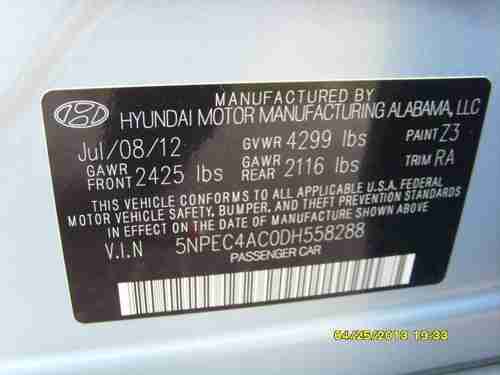 MANUFACTURED BY
HYUNDAI MOTOR MANUFACTURING ALABAMA, LLC
Jul/08/12 GVWR 4299 lbs PAINT Z3
GAWR FRONT 2425 lbs GAWR REAR 2116 lbs TRIM RA
THIS VEHICLE CONFORMS TO ALL APPLICABLE U.S.A. FEDERAL
MOTOR VEHICLE SAFETY, BUMPER, AND THEFT PREVENTION STANDARDS
IN EFFECT ON THE DATE OF MANUFACTURE SHOWN ABOVE.
V.I.N 5NPEC4AC0DH558288
PASSENGER CAR
04/25/2013 19:33